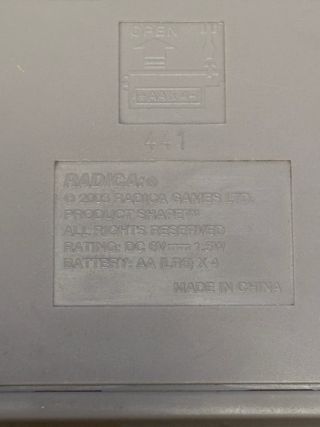 OPEN
441
RADICA:®
© 2003 RADICA GAMES LTD.
PRODUCT SHARE™
ALL RIGHTS RESERVED
RATING: DC 6V⎓ 1.5W
BATTERY: AA (LR6) X 4
MADE IN CHINA